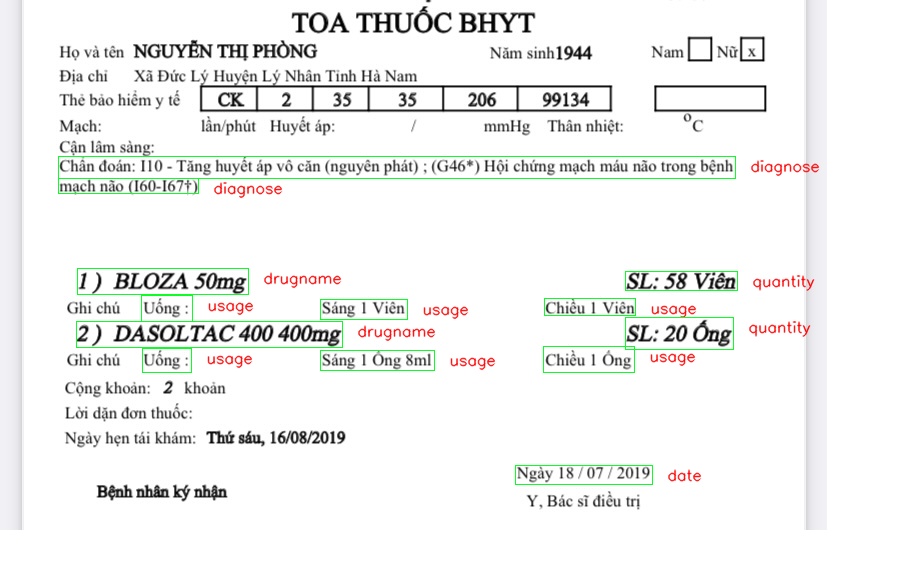 TOA THUỐC BHYT
Họ và tên NGUYỄN THỊ PHÒNG Năm sinh1944 Nam Nữ x
Địa chỉ Xã Đức Lý Huyện Lý Nhân Tỉnh Hà Nam
Thẻ bảo hiểm y tế CK 2 35 35 206 99134
Mạch: lần/phút Huyết áp: / mmHg Thân nhiệt: °C
Cận lâm sàng:
Chẩn đoán: I10 - Tăng huyết áp vô căn (nguyên phát) ; (G46*) Hội chứng mạch máu não trong bệnh diagnose
mạch não (I60-I67†) diagnose
1 ) BLOZA 50mg drugname SL: 58 Viên quantity
Ghi chú Uống : usage Sáng 1 Viên usage Chiều 1 Viên usage
2 ) DASOLTAC 400 400mg drugname SL: 20 Ống quantity
Ghi chú Uống : usage Sáng 1 Ống 8ml usage Chiều 1 Ống usage
Cộng khoản: 2 khoản
Lời dặn đơn thuốc:
Ngày hẹn tái khám: Thứ sáu, 16/08/2019
Ngày 18 / 07 / 2019 date
Bệnh nhân ký nhận
Y, Bác sĩ điều trị